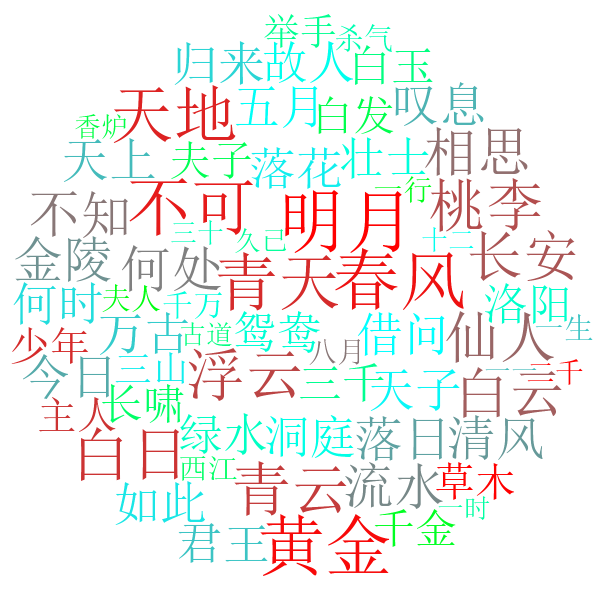 举手
杀气
归来
故人
白玉
天地
五月
白发
叹息
香炉
天上
夫子
落花
壮士
相思
一行
不知
不可
明月
桃李
三十
久已
十二
金陵
何处
青天
春风
长安
何时
夫人
千万
万古
古道
鸳鸯
借问
仙人
洛阳
一生
少年
今日
三山
浮云
八月
三千
天子
白云
二千
主人
长啸
白日
绿水
洞庭
落日
清风
西江
青云
流水
草木
如此
千金
一时
君王
黄金